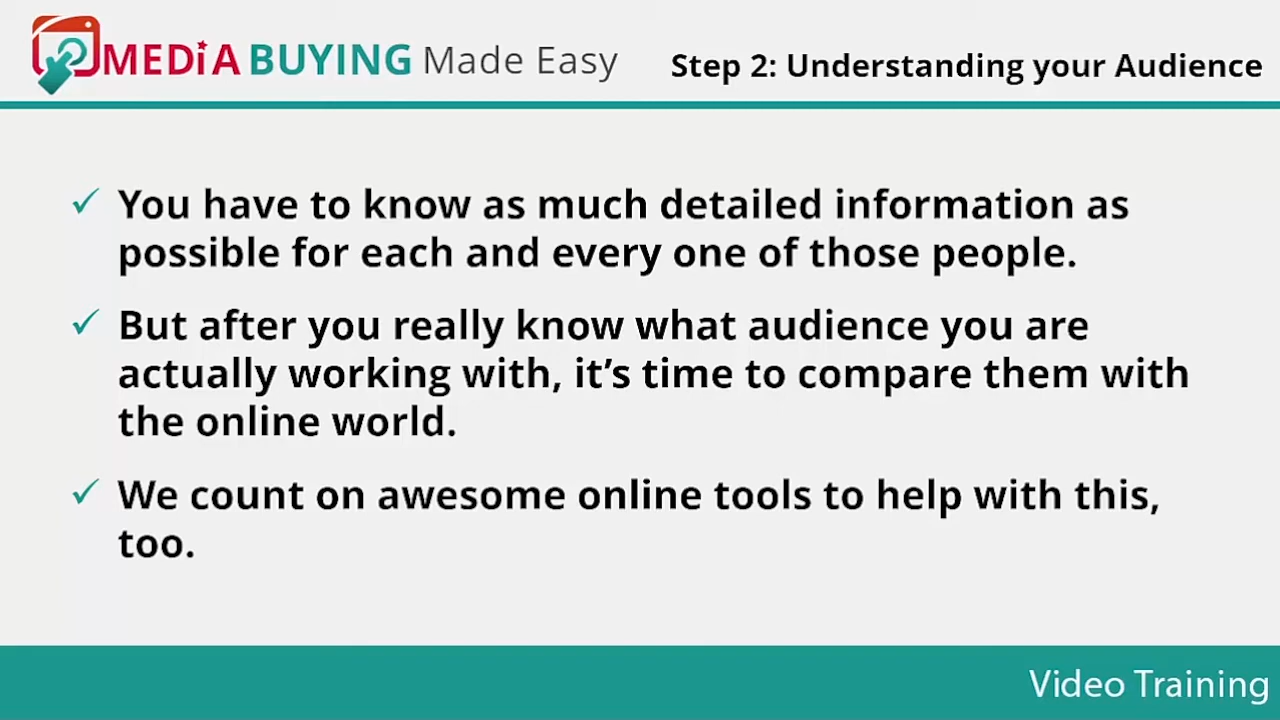 MEDiA BUYING Made Easy
Step 2: Understanding your Audience
You have to know as much detailed information as
possible for each and every one of those people.
But after you really know what audience you are
actually working with, it’s time to compare them with
the online world.
We count on awesome online tools to help with this,
too.
Video Training